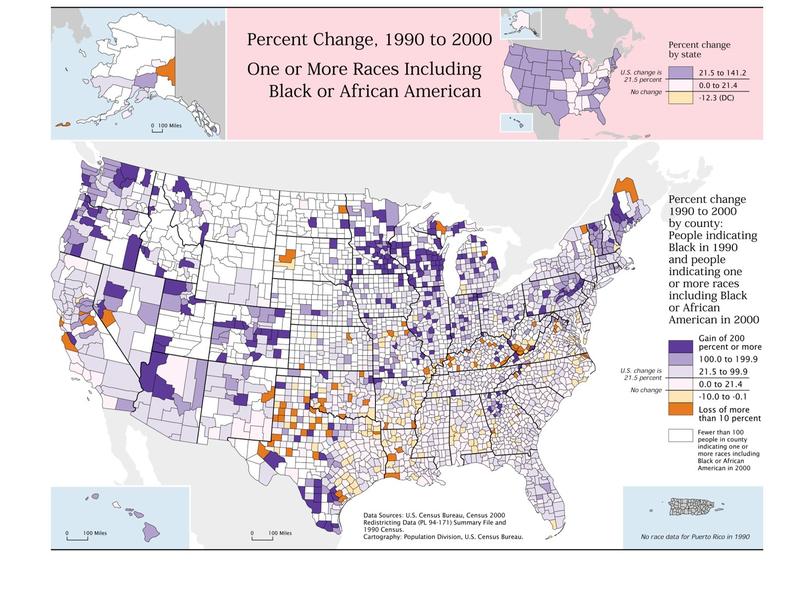 Percent Change, 1990 to 2000
One or More Races Including
Black or African American
0 100 Miles
Percent change
by state
U.S. change is
21.5 percent
No change
21.5 to 141.2
0.0 to 21.4
-12.3 (DC)
Percent change
1990 to 2000
by county:
People indicating
Black in 1990
and people
indicating one
or more races
including Black
or African
American in 2000
Gain of 200
percent or more
100.0 to 199.9
U.S. change is
21.5 percent
21.5 to 99.9
0.0 to 21.4
No change
-10.0 to -0.1
Loss of more
than 10 percent
Fewer than 100
people in county
indicating one or
more races including
Black or African
American in 2000
0 100 Miles
0 100 Miles
Data Sources: U.S. Census Bureau, Census 2000
Redistricting Data (PL 94-171) Summary File and
1990 Census.
Cartography: Population Division, U.S. Census Bureau.
No race data for Puerto Rico in 1990